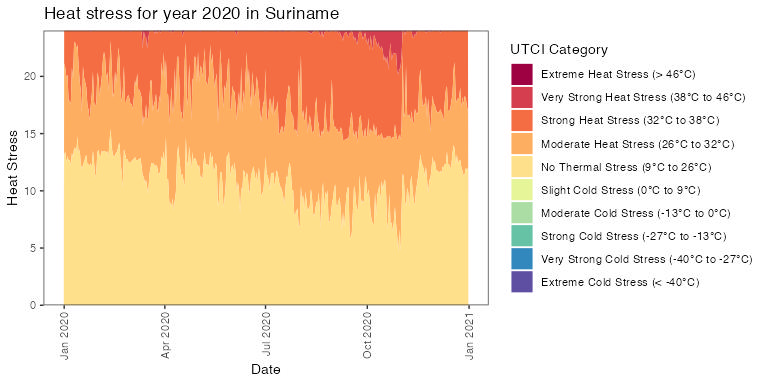 Heat stress for year 2020 in Suriname
Heat Stress
20
15
10
5
0
Jan 2020
Apr 2020
Jul 2020
Oct 2020
Jan 2021
Date
UTCI Category
Extreme Heat Stress (> 46°C)
Very Strong Heat Stress (38°C to 46°C)
Strong Heat Stress (32°C to 38°C)
Moderate Heat Stress (26°C to 32°C)
No Thermal Stress (9°C to 26°C)
Slight Cold Stress (0°C to 9°C)
Moderate Cold Stress (-13°C to 0°C)
Strong Cold Stress (-27°C to -13°C)
Very Strong Cold Stress (-40°C to -27°C)
Extreme Cold Stress (< -40°C)